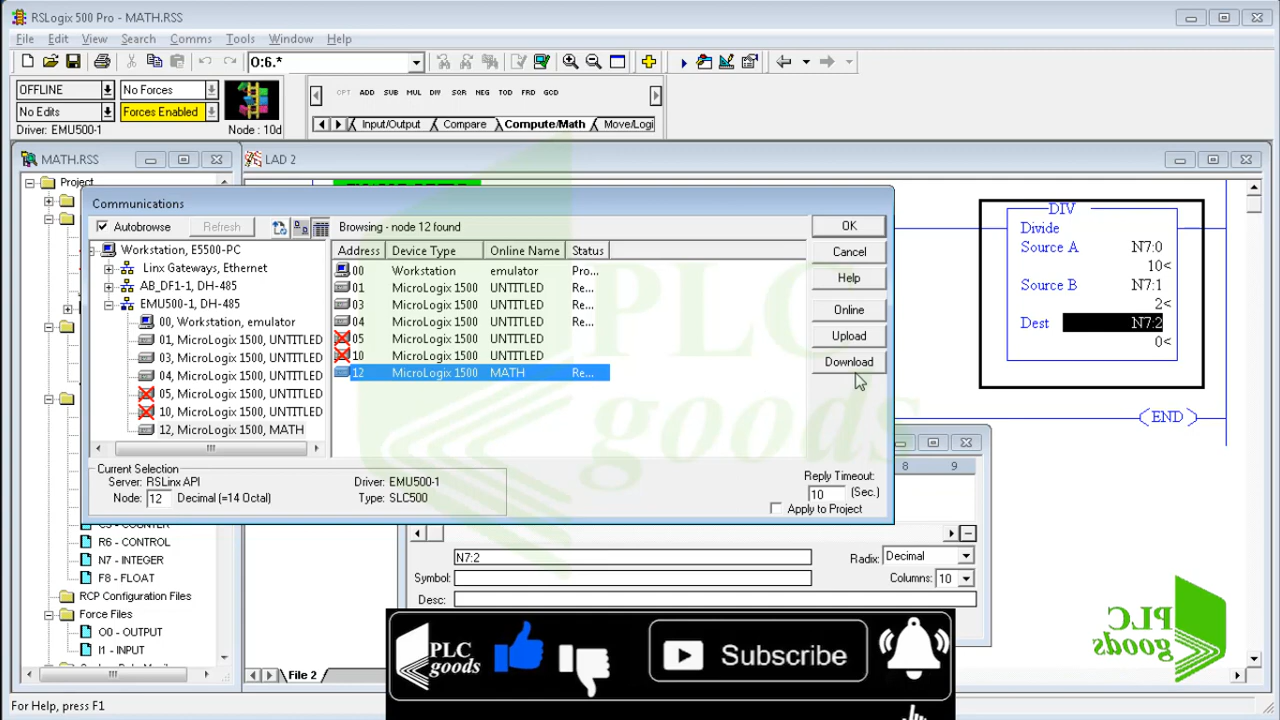 RSLogix 500 Pro - MATH.RSS
File Edit View Search Comms Tools Window Help
O:6.*
OFFLINE No Forces
No Edits Forces Enabled
Driver: EMU500-1 Node : 10d
OPT ADD SUB MUL DIV SQR NEG TOD FRD GCD
Input/Output Compare Compute/Math Move/Logi
MATH.RSS
LAD 2
Project
Communications
Autobrowse Refresh Browsing - node 12 found
Workstation, E5500-PC
Linx Gateways, Ethernet
AB_DF1-1, DH-485
EMU500-1, DH-485
00, Workstation, emulator
01, MicroLogix 1500, UNTITLED
03, MicroLogix 1500, UNTITLED
04, MicroLogix 1500, UNTITLED
05, MicroLogix 1500, UNTITLED
10, MicroLogix 1500, UNTITLED
12, MicroLogix 1500, MATH
Address Device Type Online Name Status
00 Workstation emulator Pro...
01 MicroLogix 1500 UNTITLED Re...
03 MicroLogix 1500 UNTITLED Re...
04 MicroLogix 1500 UNTITLED Re...
05 MicroLogix 1500 UNTITLED
10 MicroLogix 1500 UNTITLED
12 MicroLogix 1500 MATH Re...
OK
Cancel
Help
Online
Upload
Download
Current Selection
Server: RSLinx API Driver: EMU500-1
Node: 12 Decimal (=14 Octal) Type: SLC500
Reply Timeout:
10 (Sec.)
Apply to Project
DIV
Divide
Source A N7:0
10<
Source B N7:1
2<
Dest N7:2
0<
END
8 9
R6 - CONTROL
N7 - INTEGER
F8 - FLOAT
RCP Configuration Files
Force Files
O0 - OUTPUT
I1 - INPUT
N7:2 Radix: Decimal
Symbol: Columns: 10
Desc:
File 2
PLC goods
PLC
goods
Subscribe
PLC
goods
For Help, press F1